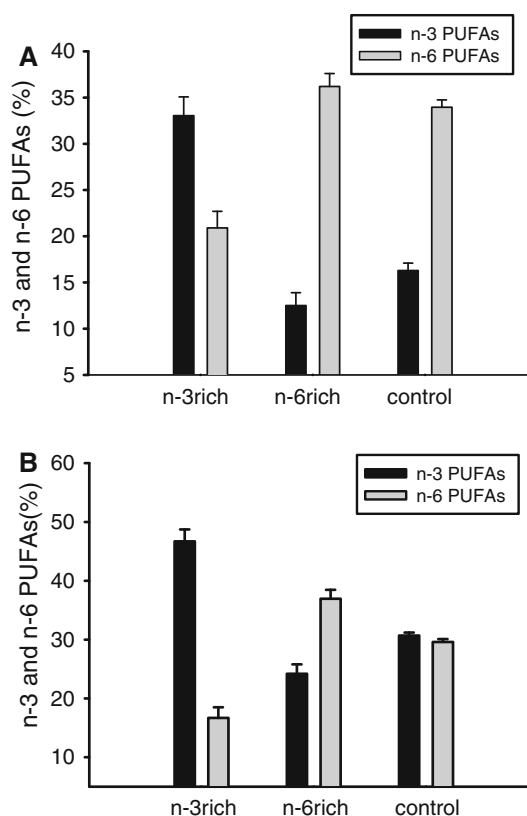 A
n-3 PUFAs
n-6 PUFAs
n-3 and n-6 PUFAs (%)
40
35
30
25
20
15
10
5
n-3rich n-6rich control
B
n-3 PUFAs
n-6 PUFAs
n-3 and n-6 PUFAs(%)
60
50
40
30
20
10
n-3rich n-6rich control